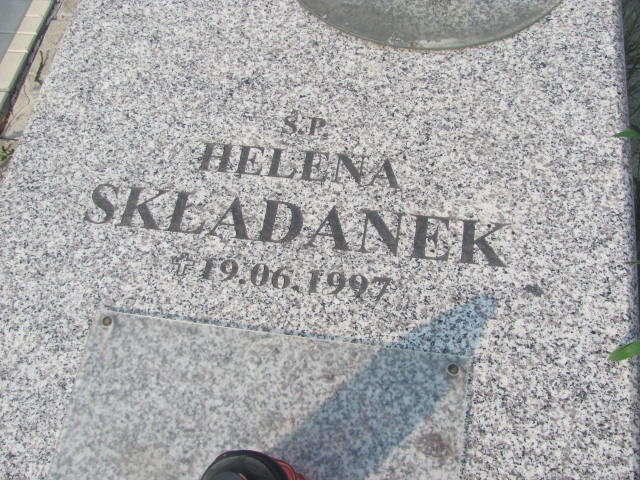 Ś.P.
HELENA
SKŁADANEK
✝ 19.06.1997